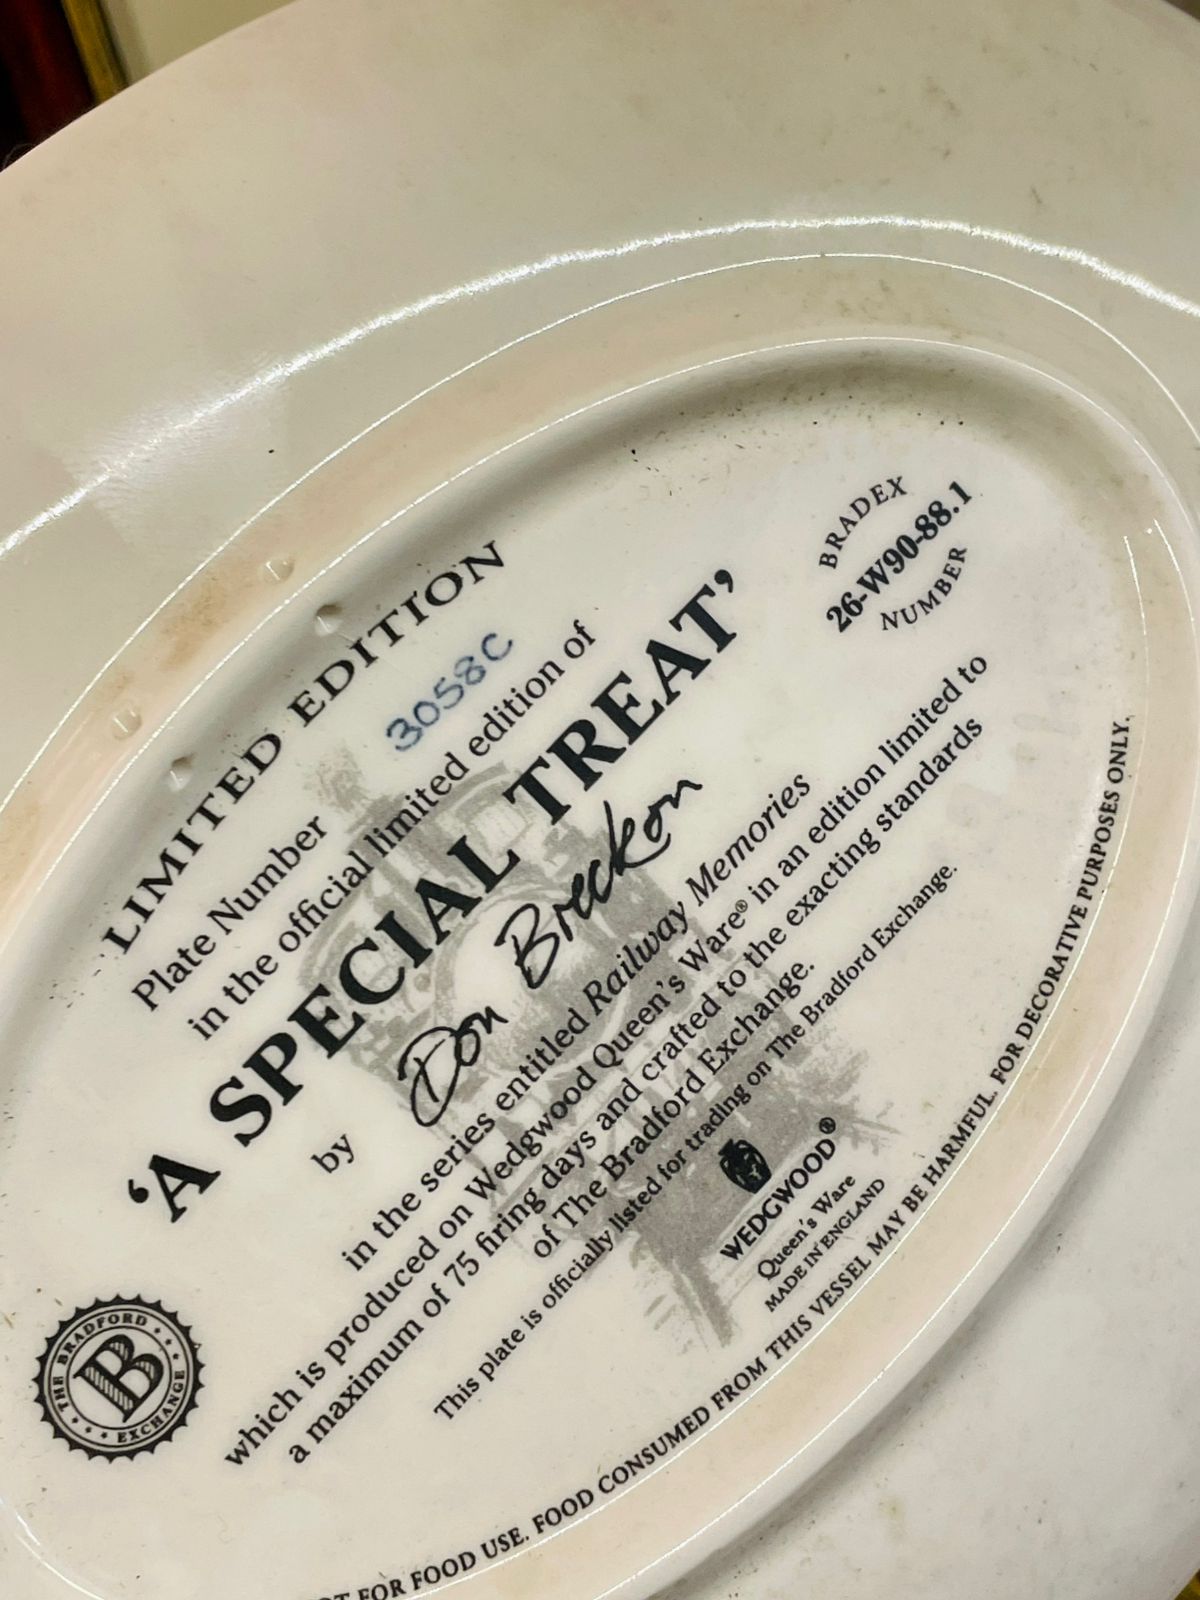 LIMITED EDITION
Plate Number 3058C
in the official limited edition of
‘A SPECIAL TREAT’
by Don Breckon
in the series entitled Railway Memories
which is produced on Wedgwood Queen's Ware® in an edition limited to
a maximum of 75 firing days and crafted to the exacting standards
of The Bradford Exchange.
This plate is officially listed for trading on The Bradford Exchange.
BRADEX
26-W90-88.1
NUMBER
THE BRADFORD
B
EXCHANGE
WEDGWOOD®
Queen's Ware
MADE IN ENGLAND
FOR FOOD USE. FOOD CONSUMED FROM THIS VESSEL MAY BE HARMFUL. FOR DECORATIVE PURPOSES ONLY.